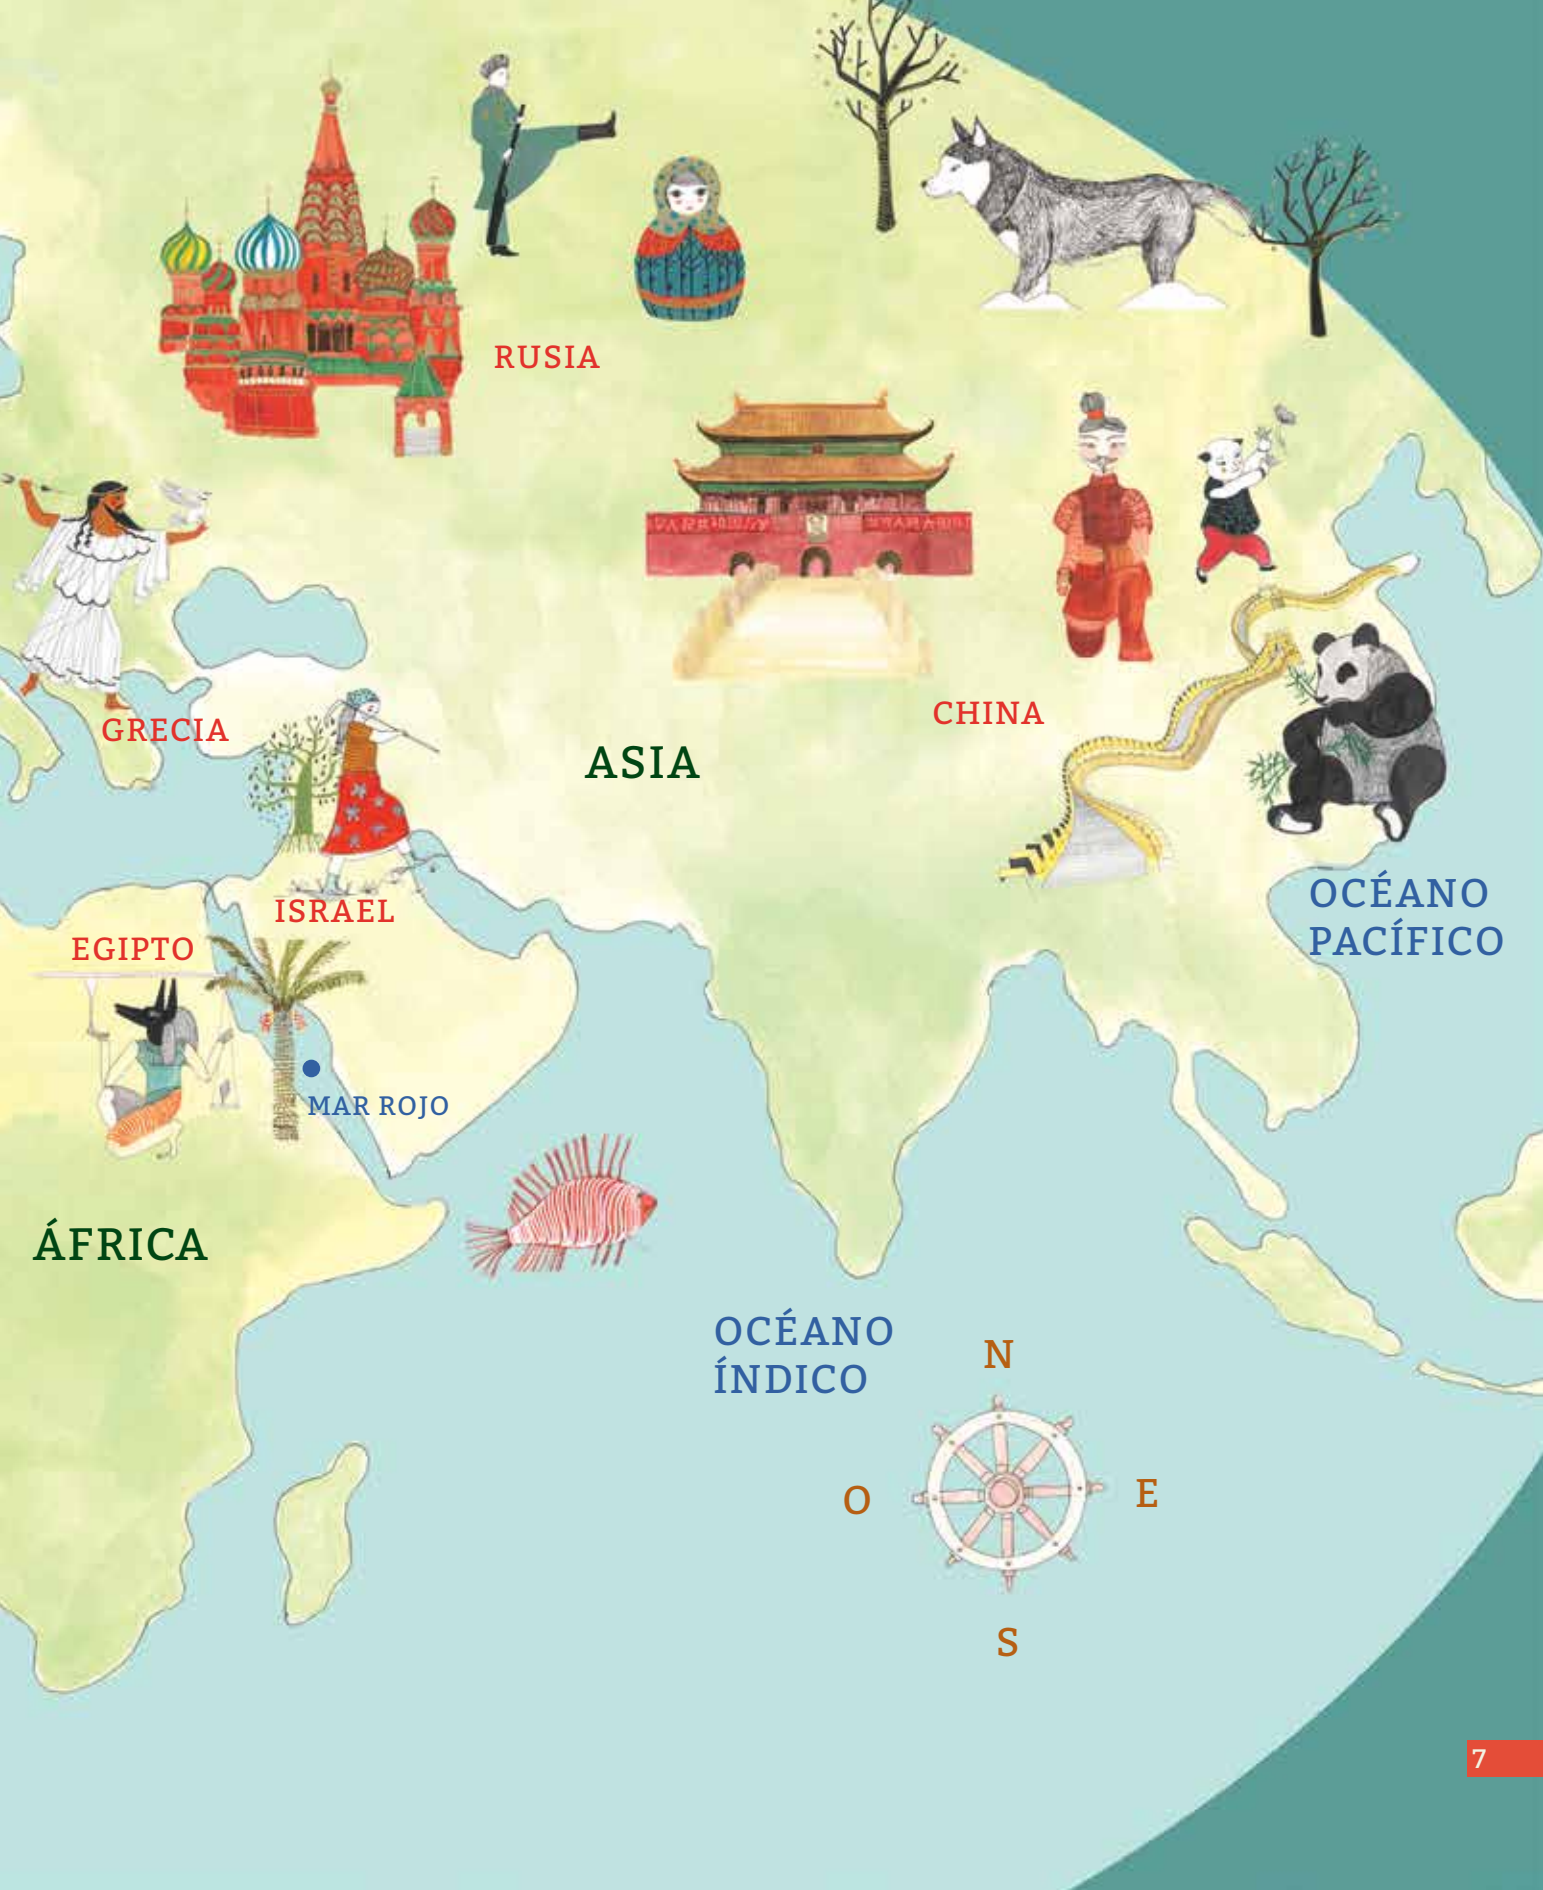 RUSIA
GRECIA
CHINA
ASIA
ISRAEL
EGIPTO
OCÉANO
PACÍFICO
MAR ROJO
ÁFRICA
OCÉANO
ÍNDICO
N
O
E
S
7